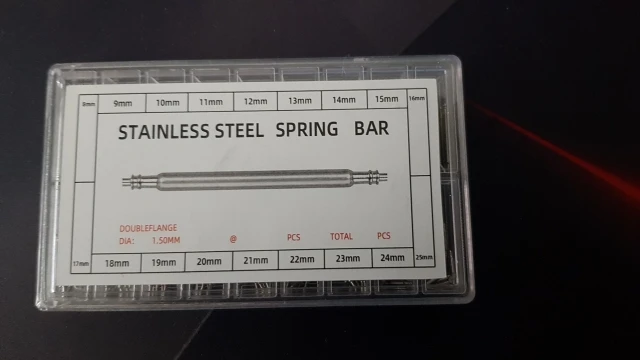 8mm 9mm 10mm 11mm 12mm 13mm 14mm 15mm 16mm
STAINLESS STEEL SPRING BAR
DOUBLEFLANGE
DIA: 1.50MM @ PCS TOTAL PCS
17mm 18mm 19mm 20mm 21mm 22mm 23mm 24mm 25mm